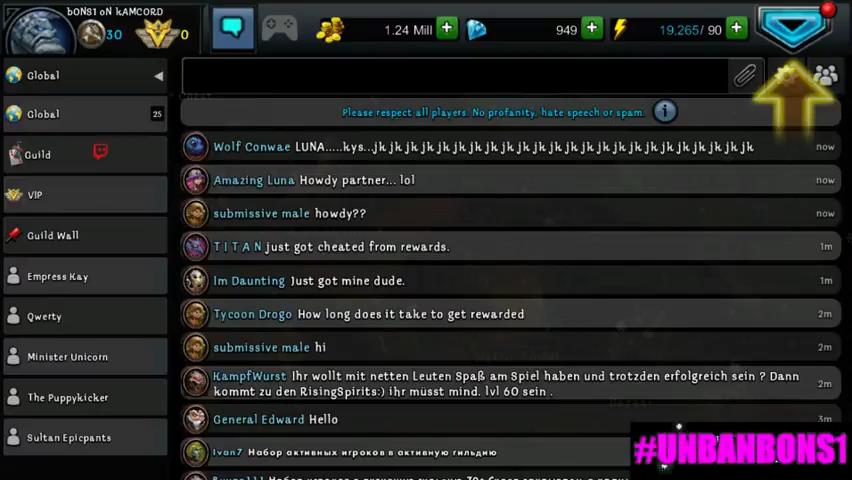 bONS1 oN KAMCORD
30
0
1.24 Mill
949
19,265/ 90
Global
Global
25
Guild
VIP
Guild Wall
Empress Kay
Qwerty
Minister Unicorn
The Puppykicker
Sultan Epicpants
Please respect all players. No profanity, hate speech or spam.
Wolf Conwae LUNA.....kys...jk jk jk jk jk jk jk jk jk jk jk jk jk jk jk jk jk jk jk jk jk jk jk
now
Amazing Luna Howdy partner... lol
now
submissive male howdy??
now
T I T A N just got cheated from rewards.
1m
Im Daunting Just got mine dude.
1m
Tycoon Drogo How long does it take to get rewarded
2m
submissive male hi
2m
KampfWurst Ihr wollt mit netten Leuten Spaß am Spiel haben und trotzden erfolgreich sein ? Dann
kommt zu den RisingSpirits:) ihr müsst mind. lvl 60 sein .
2m
General Edward Hello
3m
Ivan7 Набор активных игроков в активную гильдию
#UNBANBONS1